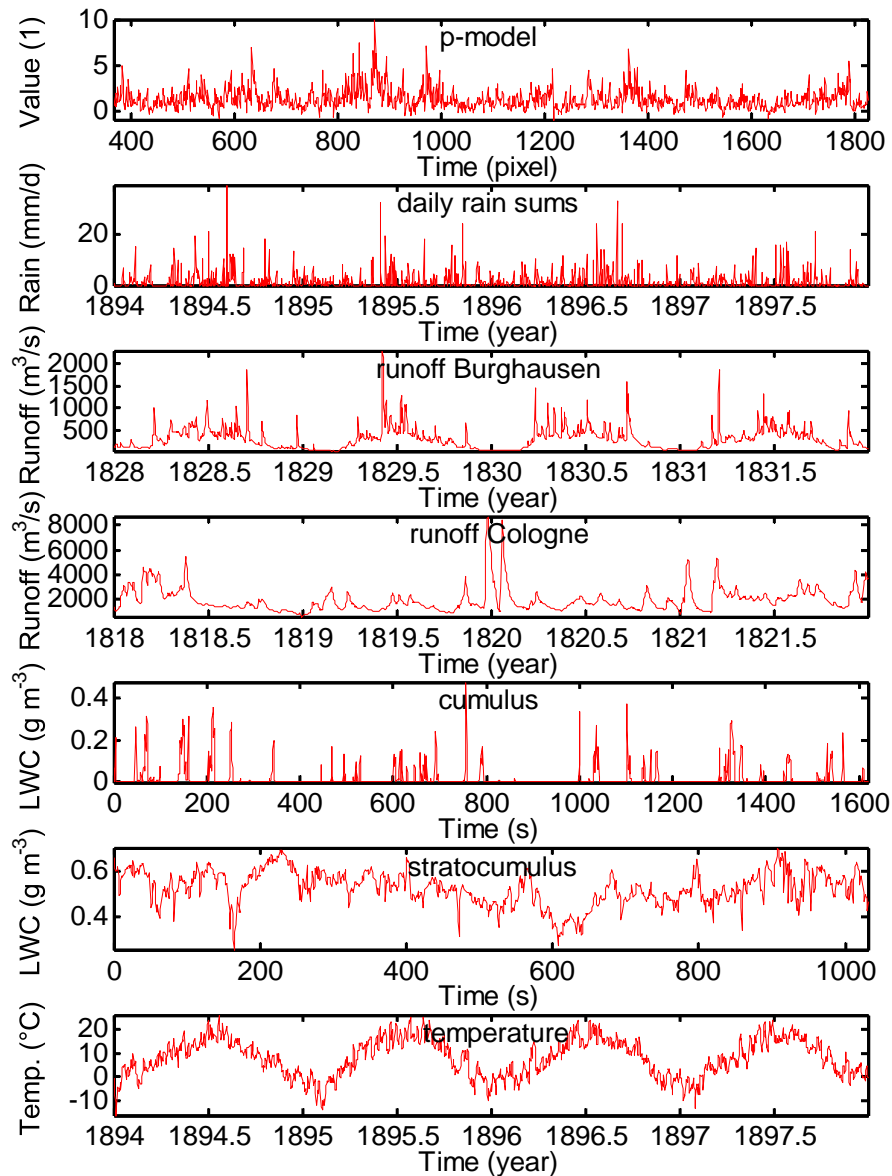 p-model
Value (1)
10
5
0
400 600 800 1000 1200 1400 1600 1800
Time (pixel)
daily rain sums
Rain (mm/d)
20
0
1894 1894.5 1895 1895.5 1896 1896.5 1897 1897.5
Time (year)
runoff Burghausen
Runoff (m³/s)
2000
1500
1000
500
1828 1828.5 1829 1829.5 1830 1830.5 1831 1831.5
Time (year)
runoff Cologne
Runoff (m³/s)
8000
6000
4000
2000
1818 1818.5 1819 1819.5 1820 1820.5 1821 1821.5
Time (year)
cumulus
LWC (g m⁻³)
0.4
0.2
0
0 200 400 600 800 1000 1200 1400 1600
Time (s)
stratocumulus
LWC (g m⁻³)
0.6
0.4
0 200 400 600 800 1000
Time (s)
temperature
Temp. (°C)
20
10
0
-10
1894 1894.5 1895 1895.5 1896 1896.5 1897 1897.5
Time (year)